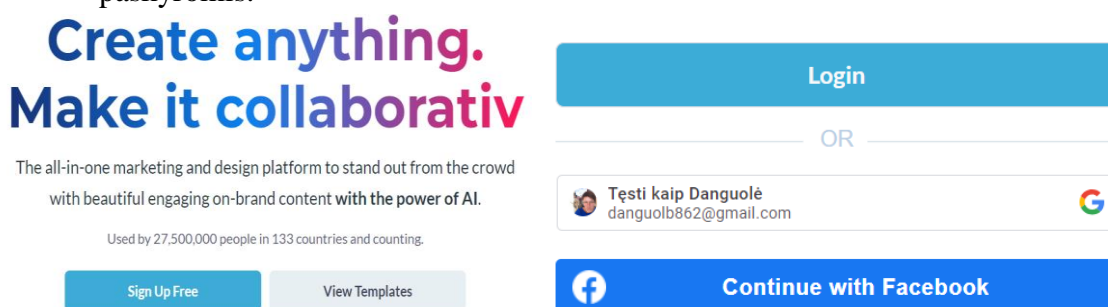 paskyromis.
Create anything.
Make it collaborativ
The all-in-one marketing and design platform to stand out from the crowd
with beautiful engaging on-brand content with the power of AI.
Used by 27,500,000 people in 133 countries and counting.
Sign Up Free
View Templates
Login
OR
Tęsti kaip Danguolė
danguolb862@gmail.com
Continue with Facebook